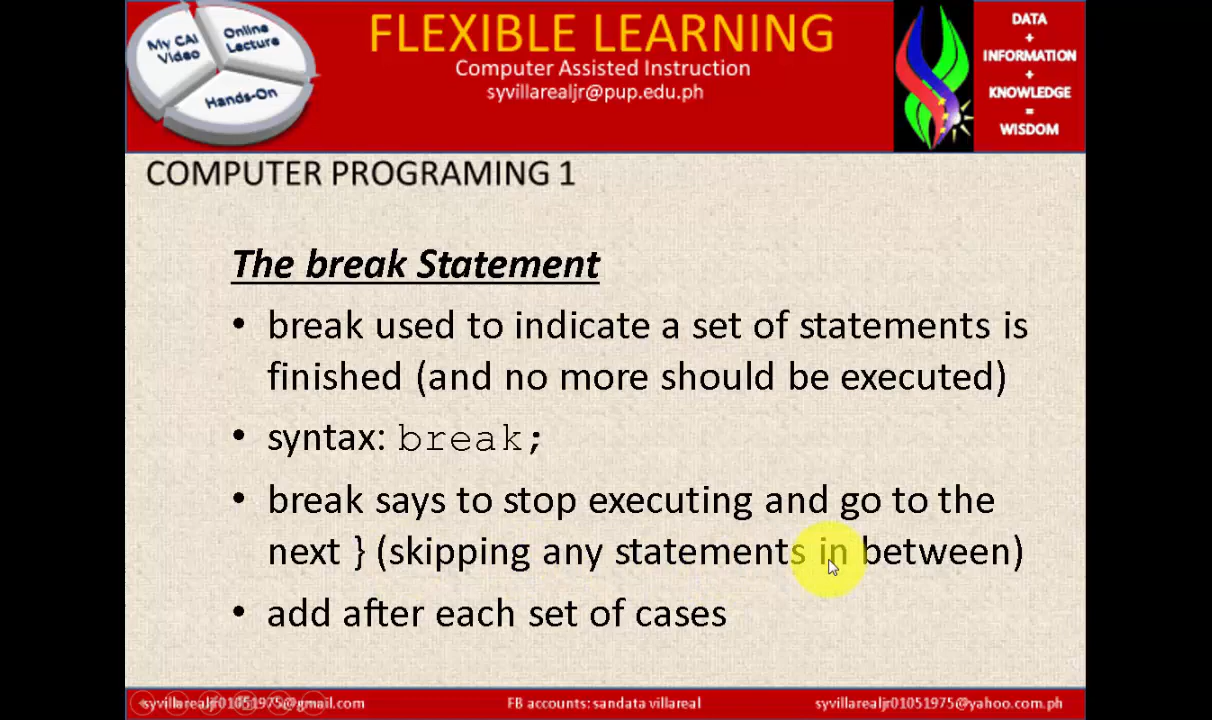 My CAI
Video
Online
Lecture
Hands-On
FLEXIBLE LEARNING
Computer Assisted Instruction
syvillarealjr@pup.edu.ph
DATA
+
INFORMATION
+
KNOWLEDGE
=
WISDOM
COMPUTER PROGRAMING 1
The break Statement
• break used to indicate a set of statements is
finished (and no more should be executed)
• syntax: break;
• break says to stop executing and go to the
next } (skipping any statements in between)
• add after each set of cases
syvillarealjr01051975@gmail.com
FB accounts: sandata villareal
syvillarealjr01051975@yahoo.com.ph